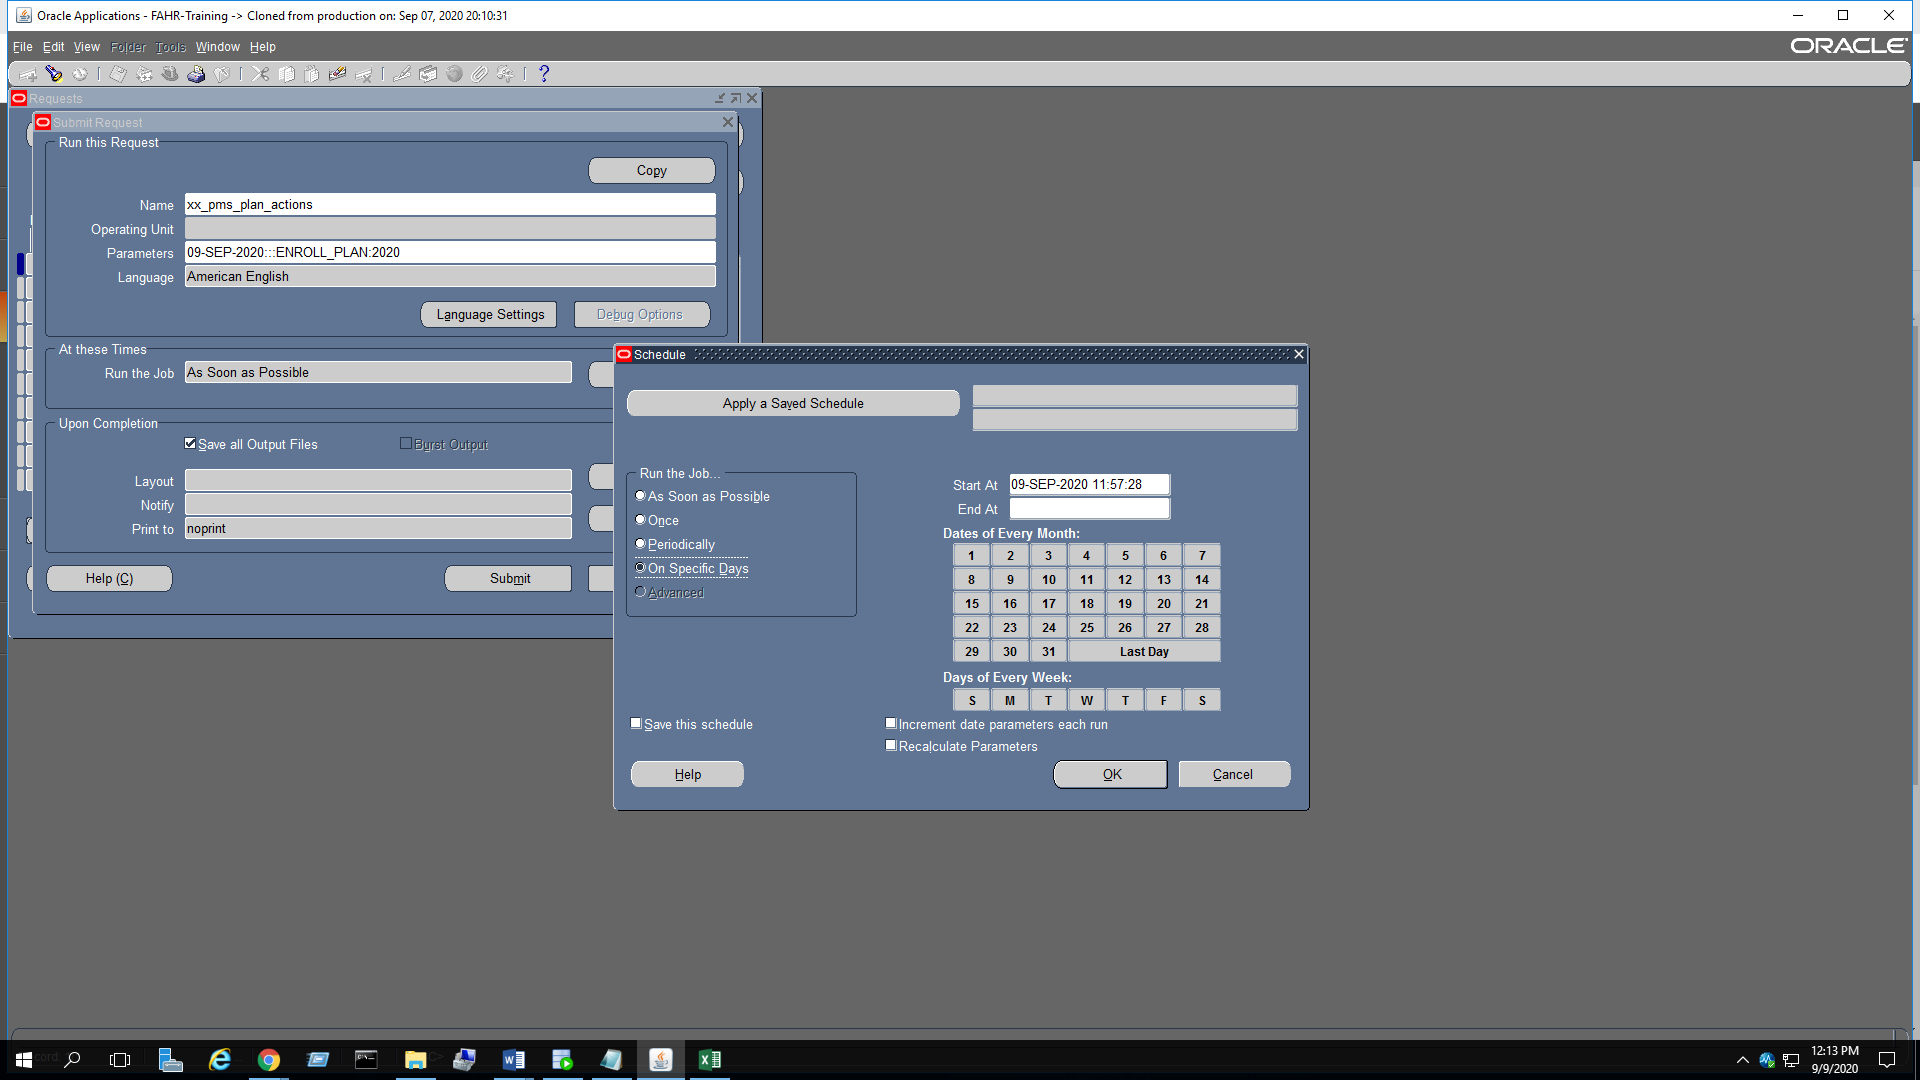 Oracle Applications - FAHR-Training -> Cloned from production on: Sep 07, 2020 20:10:31
File Edit View Folder Tools Window Help
ORACLE
Requests
Submit Request
Run this Request
Copy
Name xx_pms_plan_actions
Operating Unit
Parameters 09-SEP-2020:::ENROLL_PLAN:2020
Language American English
Language Settings Debug Options
At these Times
Run the Job As Soon as Possible
Upon Completion
Save all Output Files Burst Output
Layout
Notify
Print to noprint
Help (C) Submit
Schedule
Apply a Saved Schedule
Run the Job...
As Soon as Possible
Once
Periodically
On Specific Days
Advanced
Start At 09-SEP-2020 11:57:28
End At
Dates of Every Month:
1 2 3 4 5 6 7
8 9 10 11 12 13 14
15 16 17 18 19 20 21
22 23 24 25 26 27 28
29 30 31 Last Day
Days of Every Week:
S M T W T F S
Save this schedule
Increment date parameters each run
Recalculate Parameters
Help OK Cancel
12:13 PM
9/9/2020